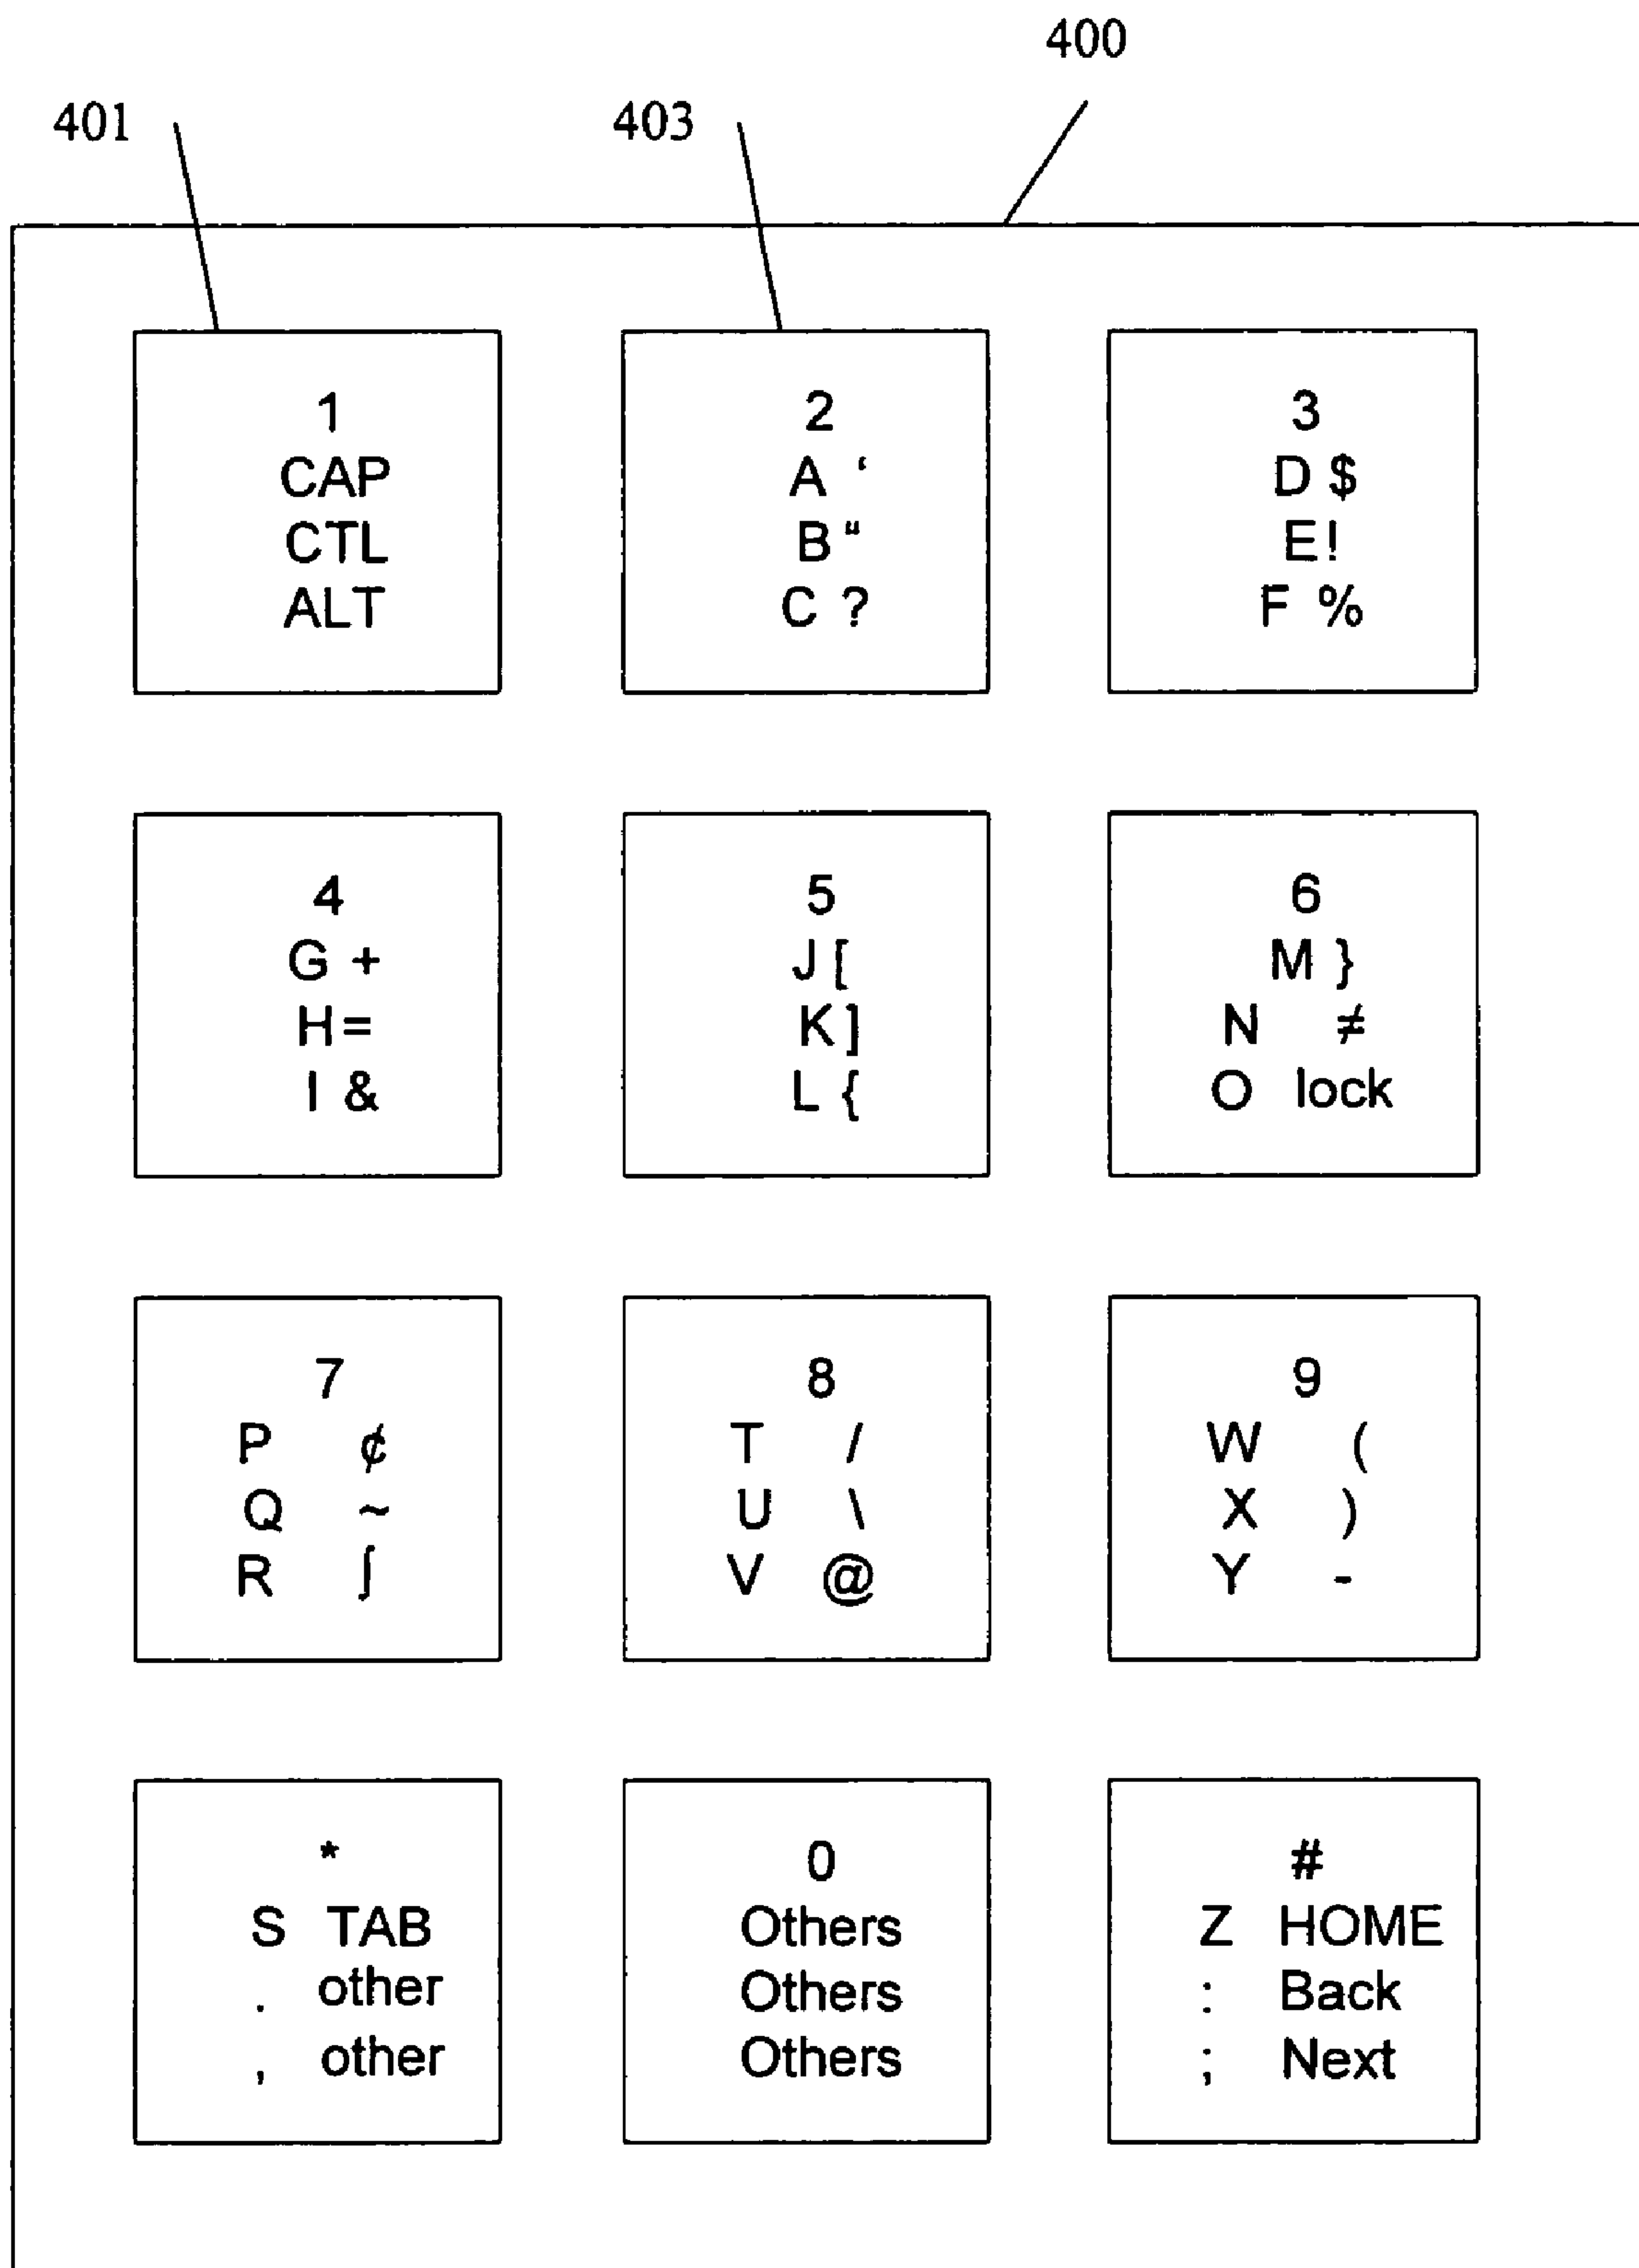 400
401
403
1
CAP
CTL
ALT
2
A ‘
B “
C ?
3
D $
E !
F %
4
G +
H =
I &
5
J [
K ]
L {
6
M }
N ≠
O lock
7
P ¢
Q ~
R ∫
8
T /
U \
V @
9
W (
X )
Y -
*
S TAB
. other
, other
0
Others
Others
Others
#
Z HOME
: Back
; Next